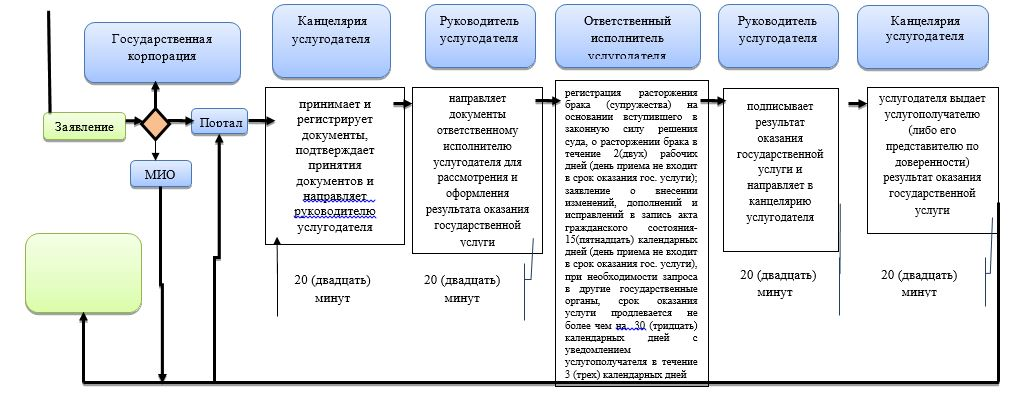 Государственная
корпорация
Канцелярия
услугодателя
Руководитель
услугодателя
Ответственный
исполнитель
услугодателя
Руководитель
услугодателя
Канцелярия
услугодателя
Заявление
Портал
МИО
принимает и
регистрирует
документы,
подтверждает
принятия
документов и
направляет
руководителю
услугодателя
20 (двадцать)
минут
направляет
документы
ответственному
исполнителю
услугодателя для
рассмотрения и
оформления
результата оказания
государственной
услуги
20 (двадцать)
минут
регистрация расторжения
брака (супружества) на
основании вступившего в
законную силу решения
суда, о расторжении брака в
течение 2(двух) рабочих
дней (день приема не входит
в срок оказания гос. услуги);
заявление о внесении
изменений, дополнений и
исправлений в запись акта
гражданского состояния-
15(пятнадцать) календарных
дней (день приема не входит
в срок оказания гос. услуги),
при необходимости запроса
в другие государственные
органы, срок оказания
услуги продлевается не
более чем на 30 (тридцать)
календарных дней с
уведомлением
услугополучателя в течение
3 (трех) календарных дней
подписывает
результат
оказания
государственной
услуги и
направляет в
канцелярию
услугодателя
20 (двадцать)
минут
услугодателя выдает
услугополучателю
(либо его
представителю по
доверенности)
результат оказания
государственной
услуги
20 (двадцать)
минут